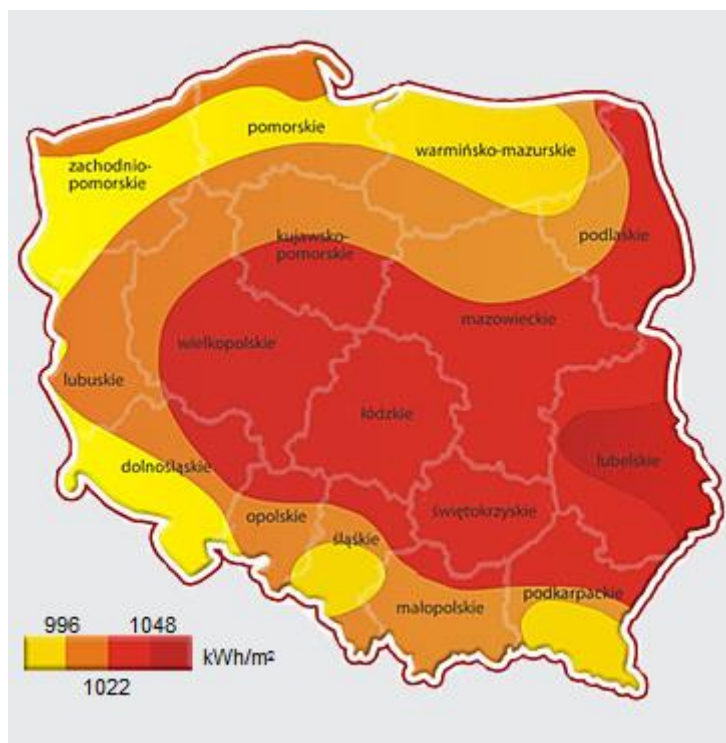 pomorskie
warmińsko-mazurskie
zachodnio-
pomorskie
podlaskie
kujawsko-
pomorskie
mazowieckie
wielkopolskie
lubuskie
łódzkie
lubelskie
dolnośląskie
opolskie
świętokrzyskie
śląskie
podkarpackie
małopolskie
996 1048
kWh/m²
1022